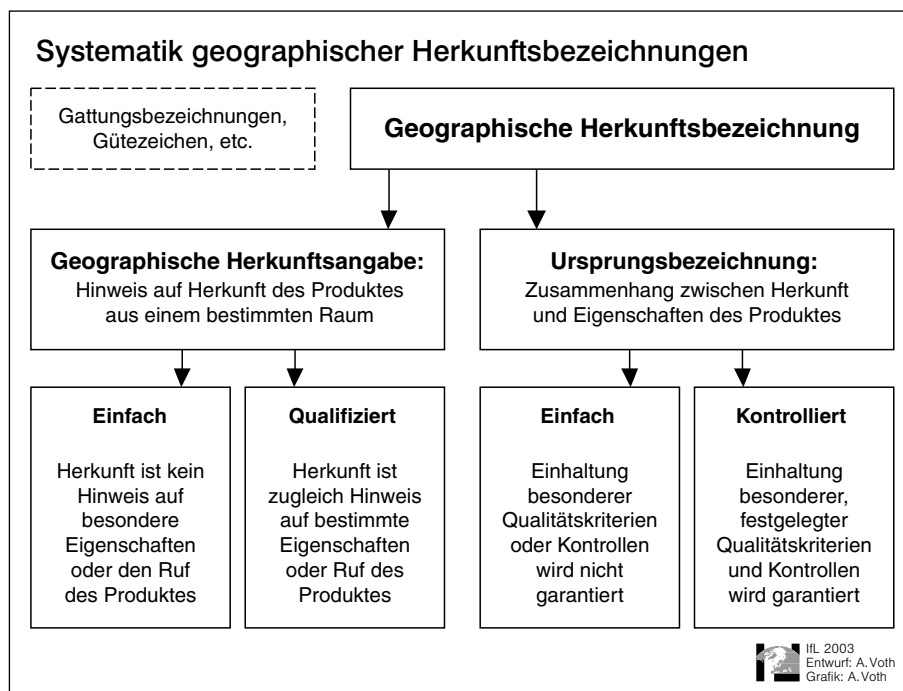 Systematik geographischer Herkunftsbezeichnungen
Gattungsbezeichnungen,
Gütezeichen, etc.
Geographische Herkunftsbezeichnung
Geographische Herkunftsangabe:
Hinweis auf Herkunft des Produktes
aus einem bestimmten Raum
Ursprungsbezeichnung:
Zusammenhang zwischen Herkunft
und Eigenschaften des Produktes
Einfach
Herkunft ist kein
Hinweis auf
besondere
Eigenschaften
oder den Ruf
des Produktes
Qualifiziert
Herkunft ist
zugleich Hinweis
auf bestimmte
Eigenschaften
oder Ruf des
Produktes
Einfach
Einhaltung
besonderer
Qualitätskriterien
oder Kontrollen
wird nicht
garantiert
Kontrolliert
Einhaltung
besonderer,
festgelegter
Qualitätskriterien
und Kontrollen
wird garantiert
IfL 2003
Entwurf: A.Voth
Grafik: A.Voth